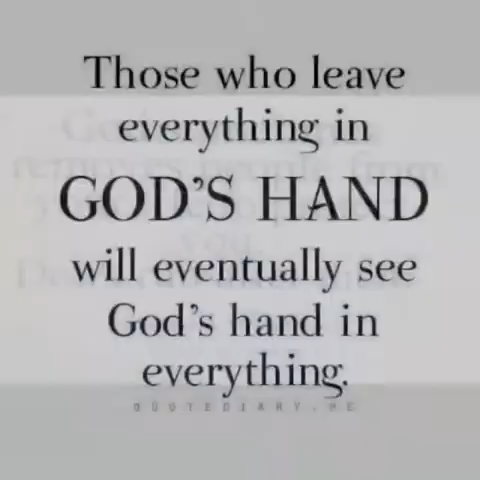 Those who leave
everything in
GOD'S HAND
will eventually see
God's hand in
everything.
QUOTEDIARY.ME